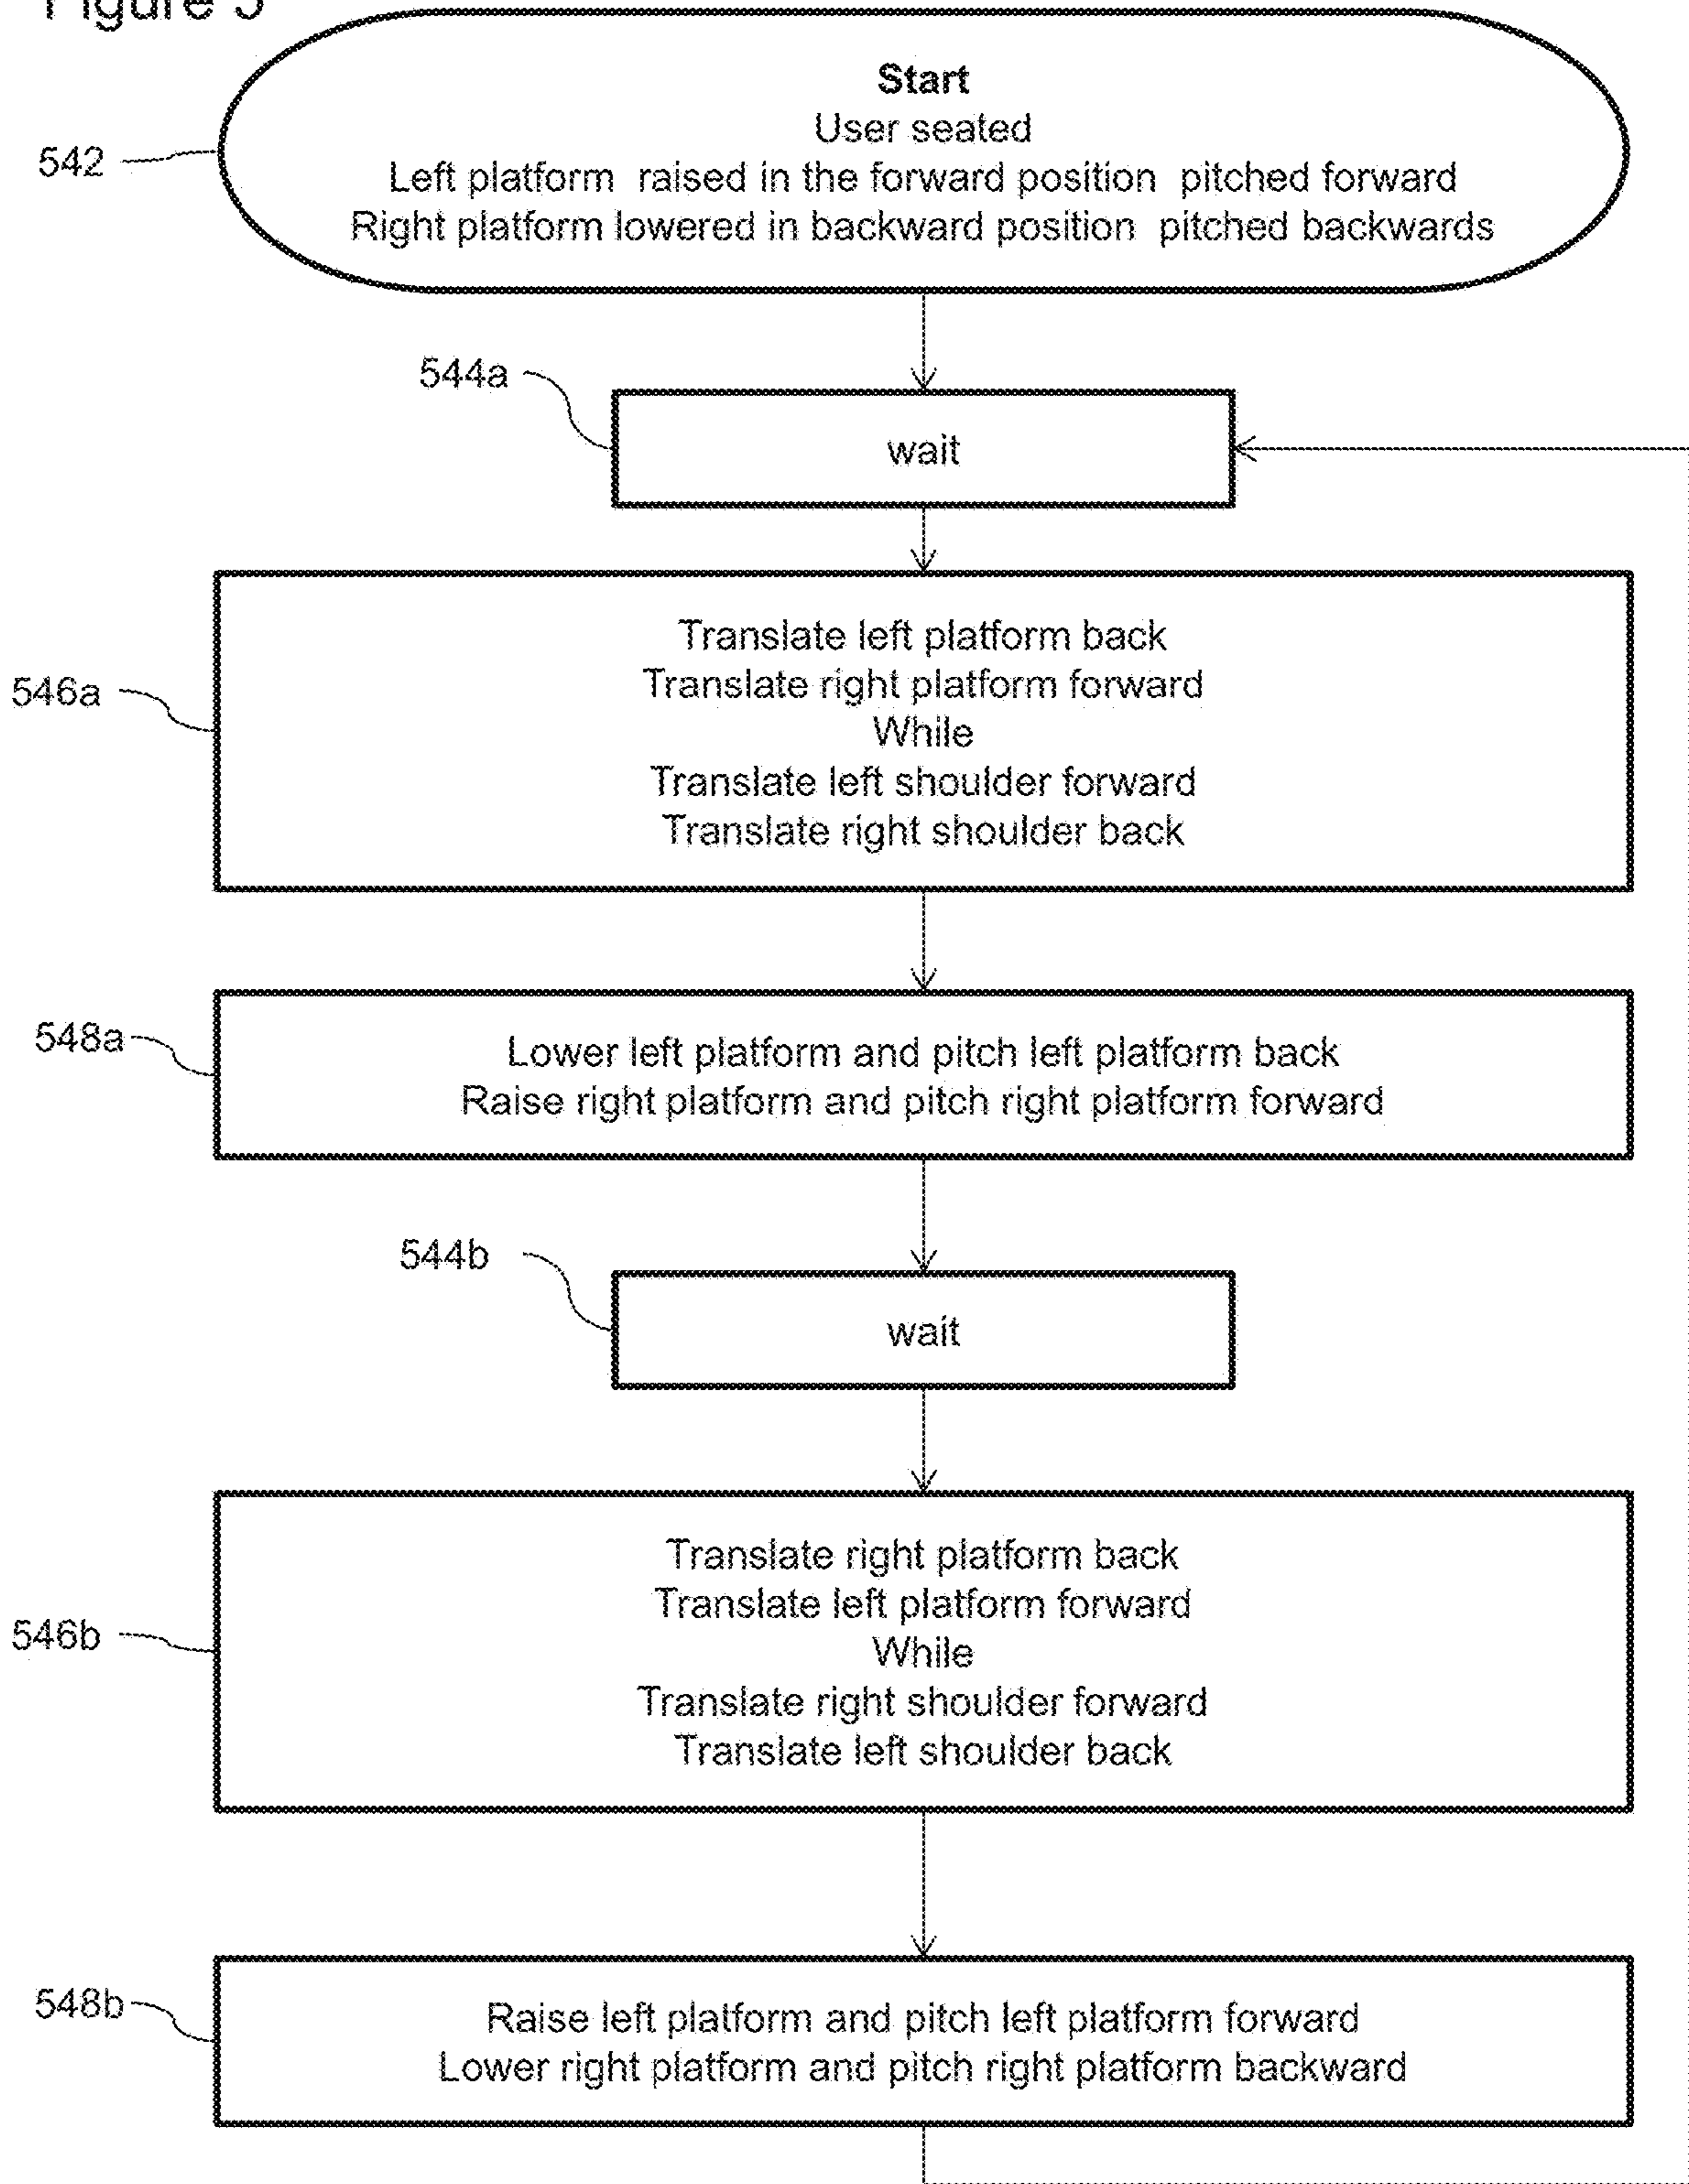 Figure 5
Start
User seated
Left platform raised in the forward position pitched forward
Right platform lowered in backward position pitched backwards
542
544a
wait
Translate left platform back
Translate right platform forward
While
Translate left shoulder forward
Translate right shoulder back
546a
548a
Lower left platform and pitch left platform back
Raise right platform and pitch right platform forward
544b
wait
Translate right platform back
Translate left platform forward
While
Translate right shoulder forward
Translate left shoulder back
546b
548b
Raise left platform and pitch left platform forward
Lower right platform and pitch right platform backward